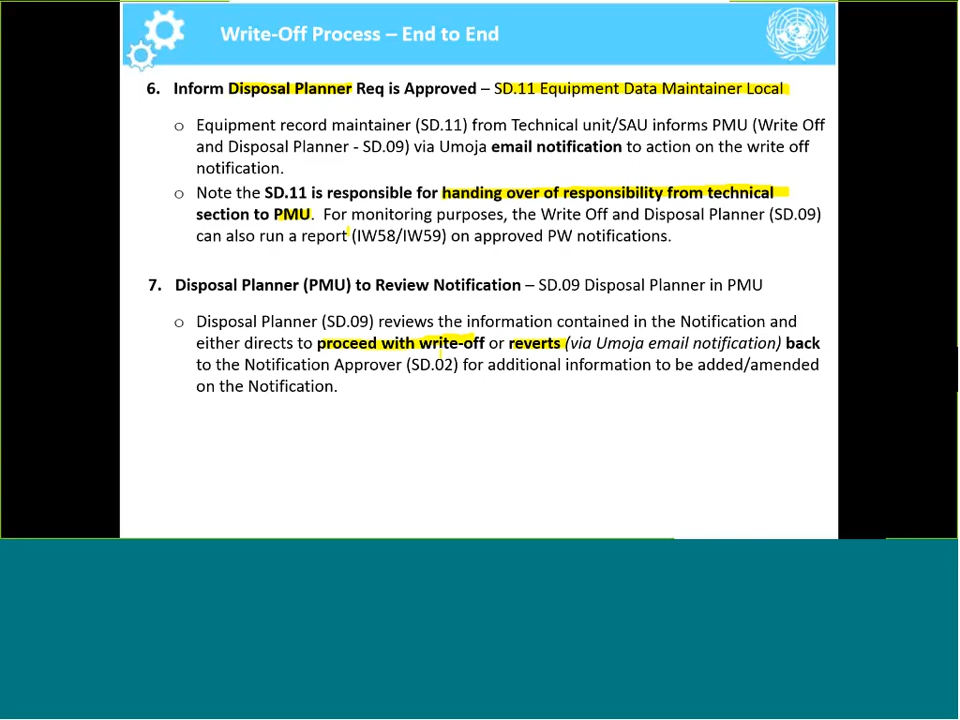 Write-Off Process – End to End
6. Inform Disposal Planner Req is Approved – SD.11 Equipment Data Maintainer Local
o Equipment record maintainer (SD.11) from Technical unit/SAU informs PMU (Write Off
and Disposal Planner - SD.09) via Umoja email notification to action on the write off
notification.
o Note the SD.11 is responsible for handing over of responsibility from technical
section to PMU. For monitoring purposes, the Write Off and Disposal Planner (SD.09)
can also run a report (IW58/IW59) on approved PW notifications.
7. Disposal Planner (PMU) to Review Notification – SD.09 Disposal Planner in PMU
o Disposal Planner (SD.09) reviews the information contained in the Notification and
either directs to proceed with write-off or reverts (via Umoja email notification) back
to the Notification Approver (SD.02) for additional information to be added/amended
on the Notification.